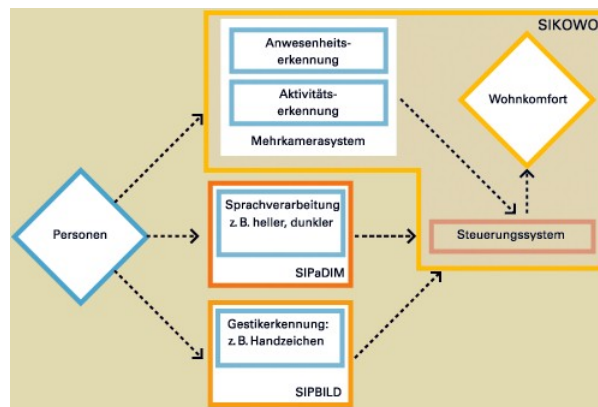 SIKOWO
Anwesenheits-
erkennung
Aktivitäts-
erkennung
Mehrkamerasystem
Wohnkomfort
Personen
Sprachverarbeitung
z. B. heller, dunkler
SIPaDIM
Steuerungssystem
Gestikerkennung:
z. B. Handzeichen
SIPBILD